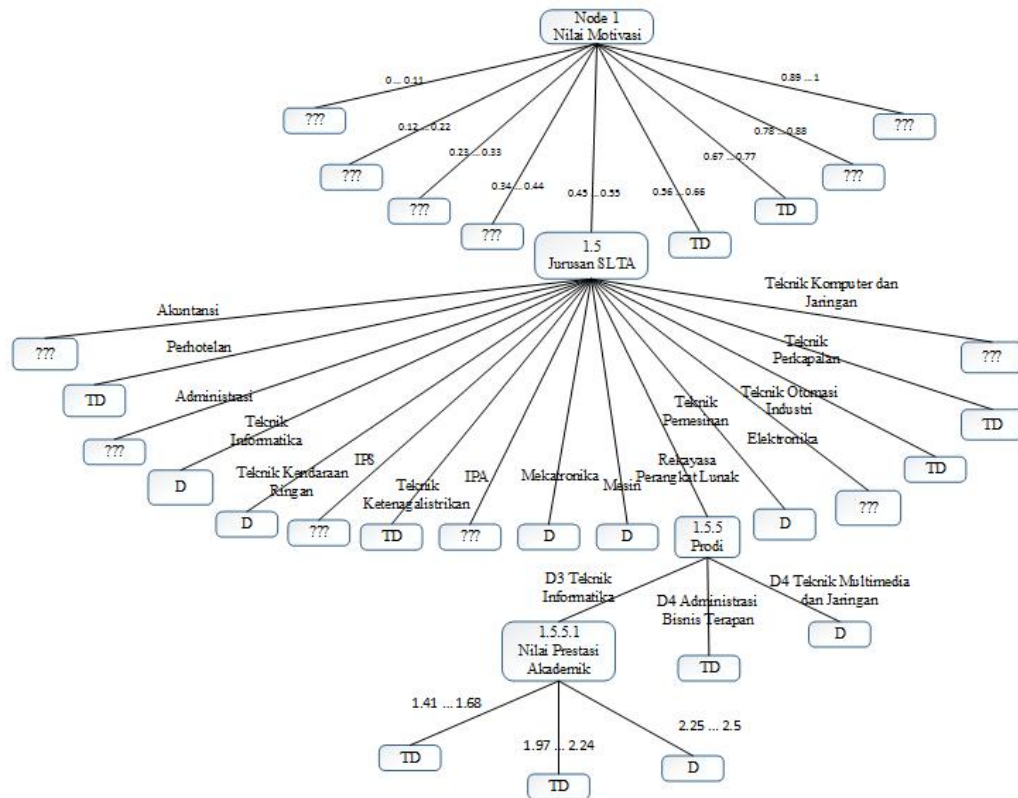 Node 1
Nilai Motivasi
0 ... 0.11
0.89 ... 1
???
???
0.12 ... 0.22
0.78 ... 0.88
0.23 ... 0.33
0.67 ... 0.77
???
???
0.34 ... 0.44
0.45 ... 0.55
0.56 ... 0.66
???
TD
???
TD
1.5
Jurusan SLTA
Teknik Komputer dan
Jaringan
Akuntansi
???
???
Perhotelan
Teknik
Perkapalan
TD
Administrasi
Teknik Otomasi
Industri
TD
???
Teknik
Informatika
Teknik
Pemesinan
Elektronika
TD
D
Teknik Kendaraan
Ringan
IPS
Teknik
Ketenagalistrikan
IPA
Mekatronika
Mesin
Rekayasa
Perangkat Lunak
???
D
???
TD
???
D
D
1.5.5
Prodi
D
D3 Teknik
Informatika
D4 Administrasi
Bisnis Terapan
D4 Teknik Multimedia
dan Jaringan
1.5.5.1
Nilai Prestasi
Akademik
D
TD
1.41 ... 1.68
1.97 ... 2.24
2.25 ... 2.5
TD
TD
D